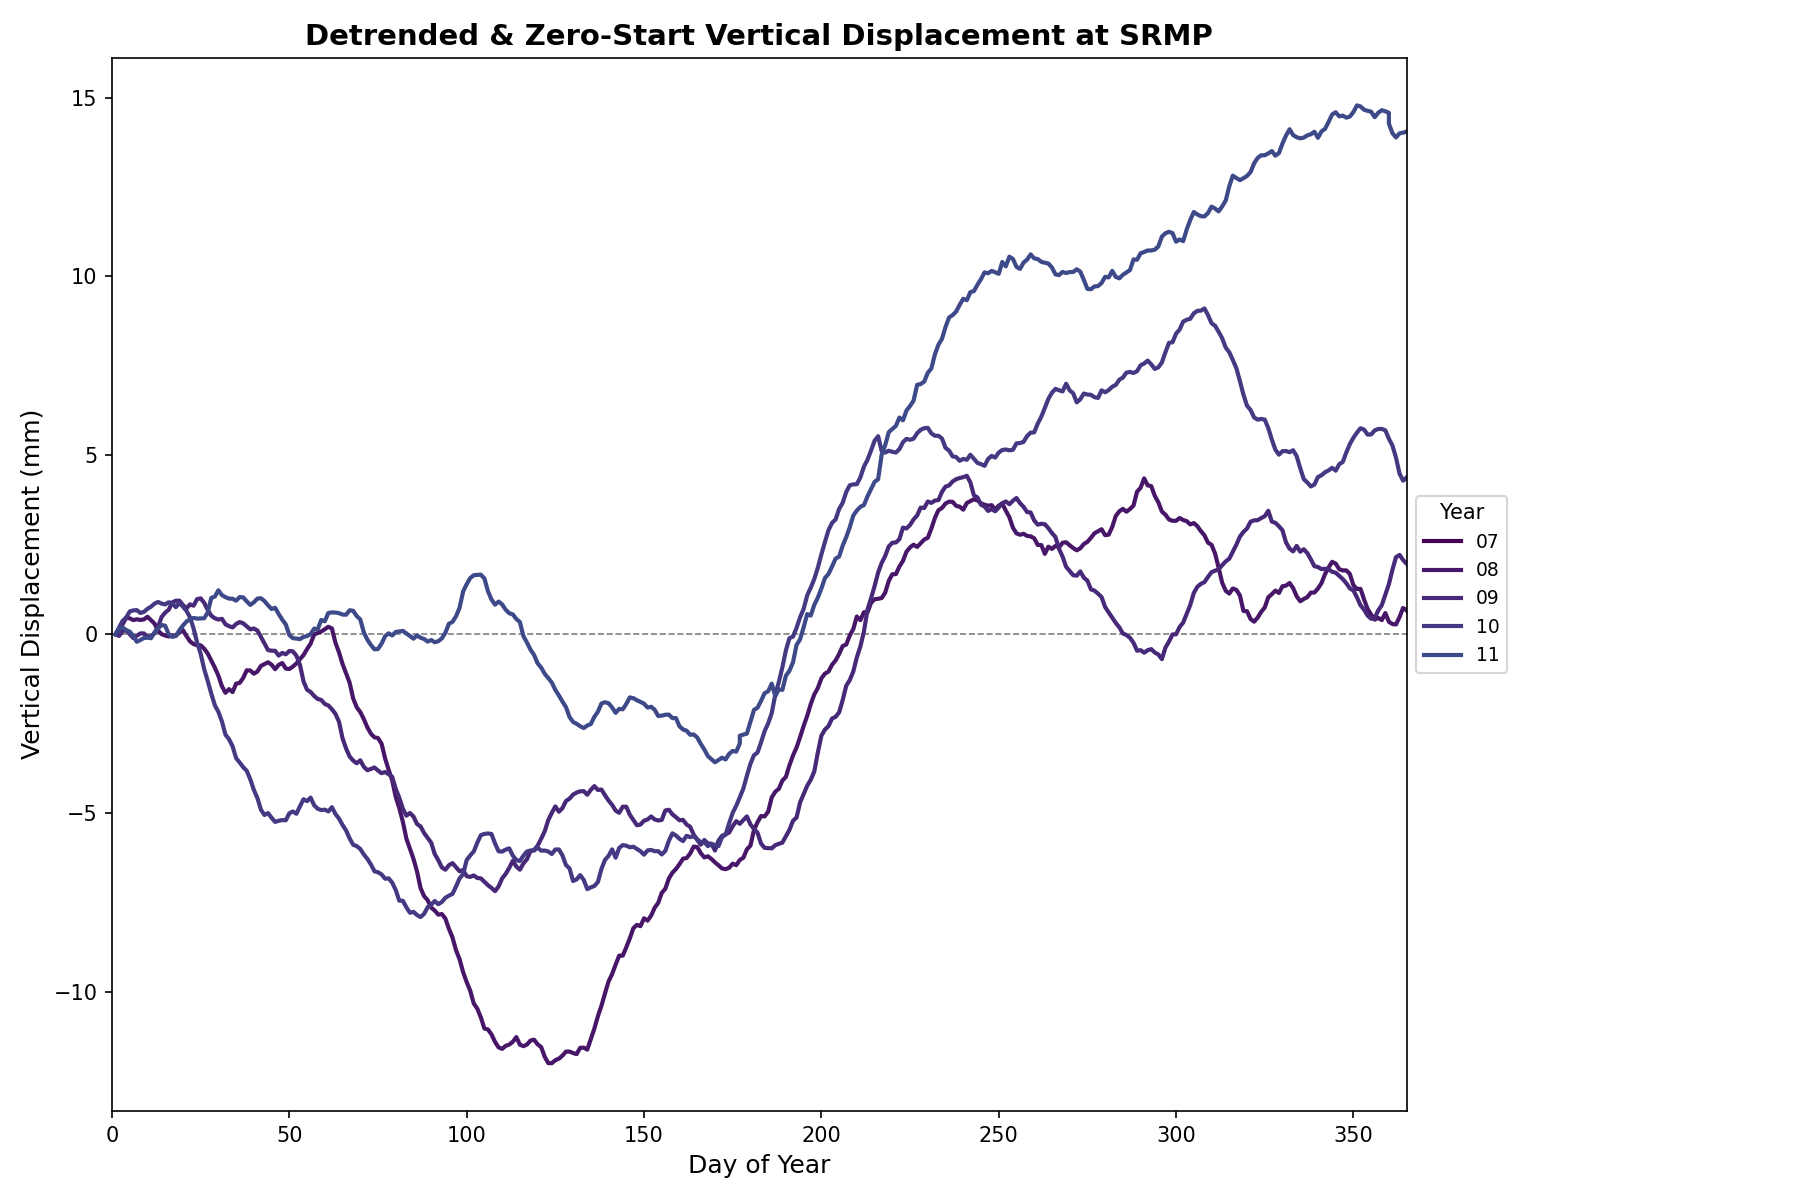 Detrended & Zero-Start Vertical Displacement at SRMP
Vertical Displacement (mm)
15
10
5
0
−5
−10
0 50 100 150 200 250 300 350
Day of Year
Year
07
08
09
10
11